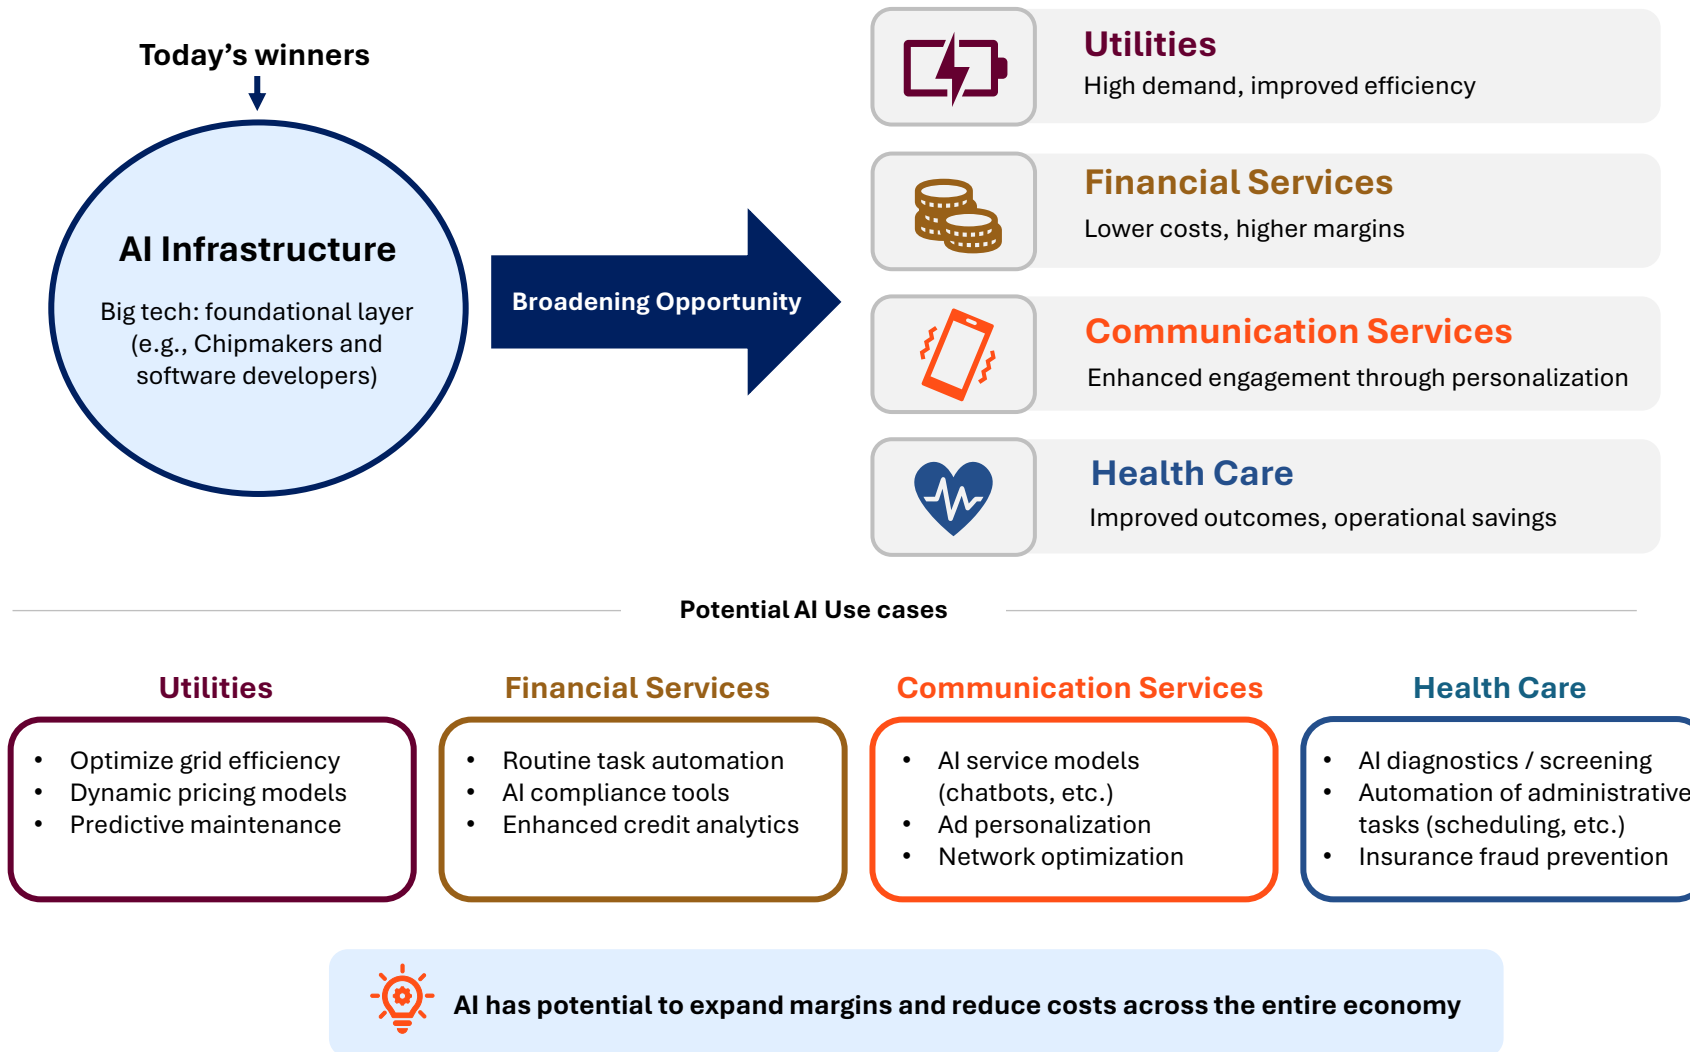 Today’s winners
AI Infrastructure
Big tech: foundational layer
(e.g., Chipmakers and
software developers)
Broadening Opportunity
Utilities
High demand, improved efficiency
Financial Services
Lower costs, higher margins
Communication Services
Enhanced engagement through personalization
Health Care
Improved outcomes, operational savings
Potential AI Use cases
Utilities
• Optimize grid efficiency
• Dynamic pricing models
• Predictive maintenance
Financial Services
• Routine task automation
• AI compliance tools
• Enhanced credit analytics
Communication Services
• AI service models
(chatbots, etc.)
• Ad personalization
• Network optimization
Health Care
• AI diagnostics / screening
• Automation of administrative
tasks (scheduling, etc.)
• Insurance fraud prevention
AI has potential to expand margins and reduce costs across the entire economy